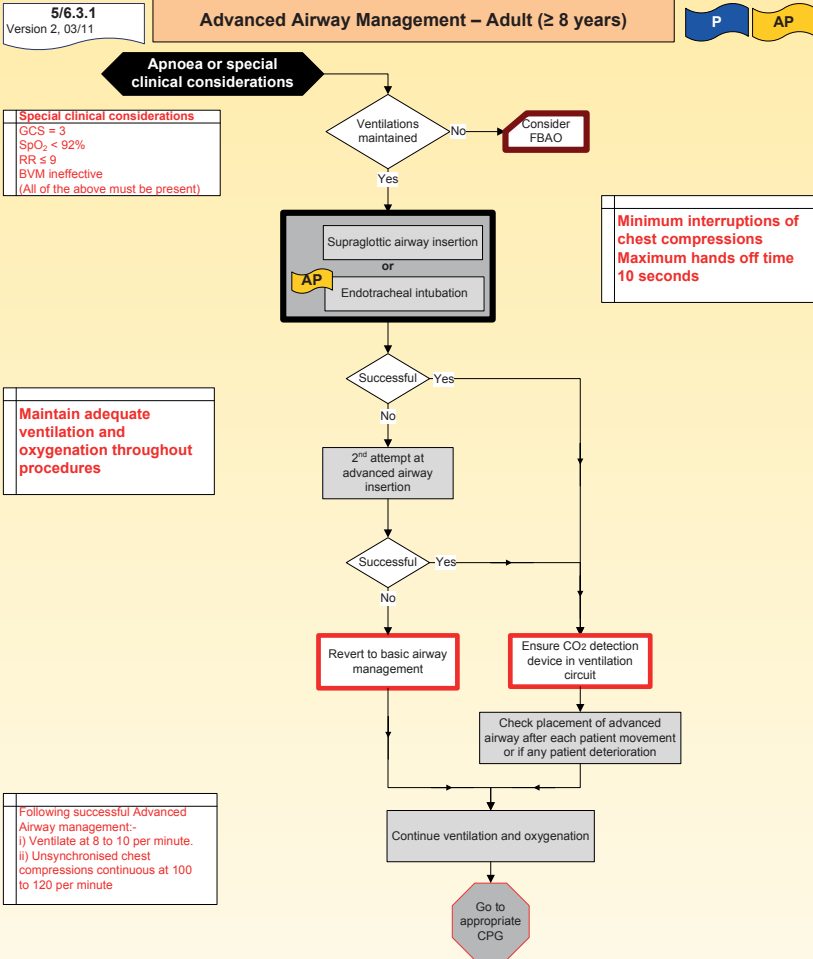 5/6.3.1
Version 2, 03/11
Advanced Airway Management – Adult (≥ 8 years)
P
AP
Apnoea or special
clinical considerations
Special clinical considerations
GCS = 3
SpO₂ < 92%
RR ≤ 9
BVM ineffective
(All of the above must be present)
Ventilations
maintained
No
Consider
FBAO
Yes
Minimum interruptions of
chest compressions
Maximum hands off time
10 seconds
Supraglottic airway insertion
or
AP
Endotracheal intubation
Successful
Yes
No
Maintain adequate
ventilation and
oxygenation throughout
procedures
2nd attempt at
advanced airway
insertion
Successful
Yes
No
Revert to basic airway
management
Ensure CO2 detection
device in ventilation
circuit
Check placement of advanced
airway after each patient movement
or if any patient deterioration
Following successful Advanced
Airway management:-
i) Ventilate at 8 to 10 per minute.
ii) Unsynchronised chest
compressions continuous at 100
to 120 per minute
Continue ventilation and oxygenation
Go to
appropriate
CPG